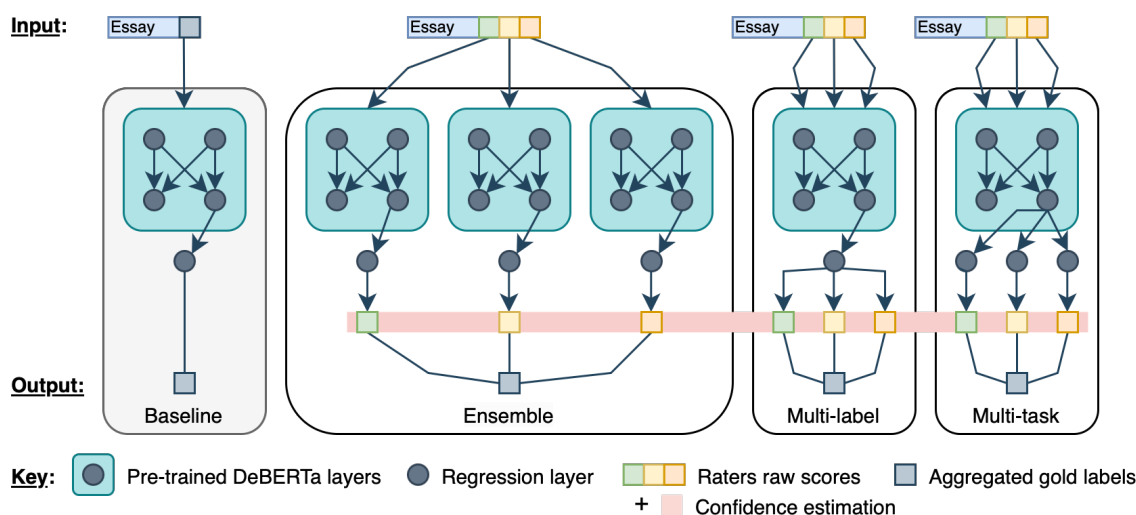 Input:
Essay
Essay
Essay
Essay
Output:
Baseline
Ensemble
Multi-label
Multi-task
Key:
Pre-trained DeBERTa layers
Regression layer
Raters raw scores
Aggregated gold labels
+
Confidence estimation